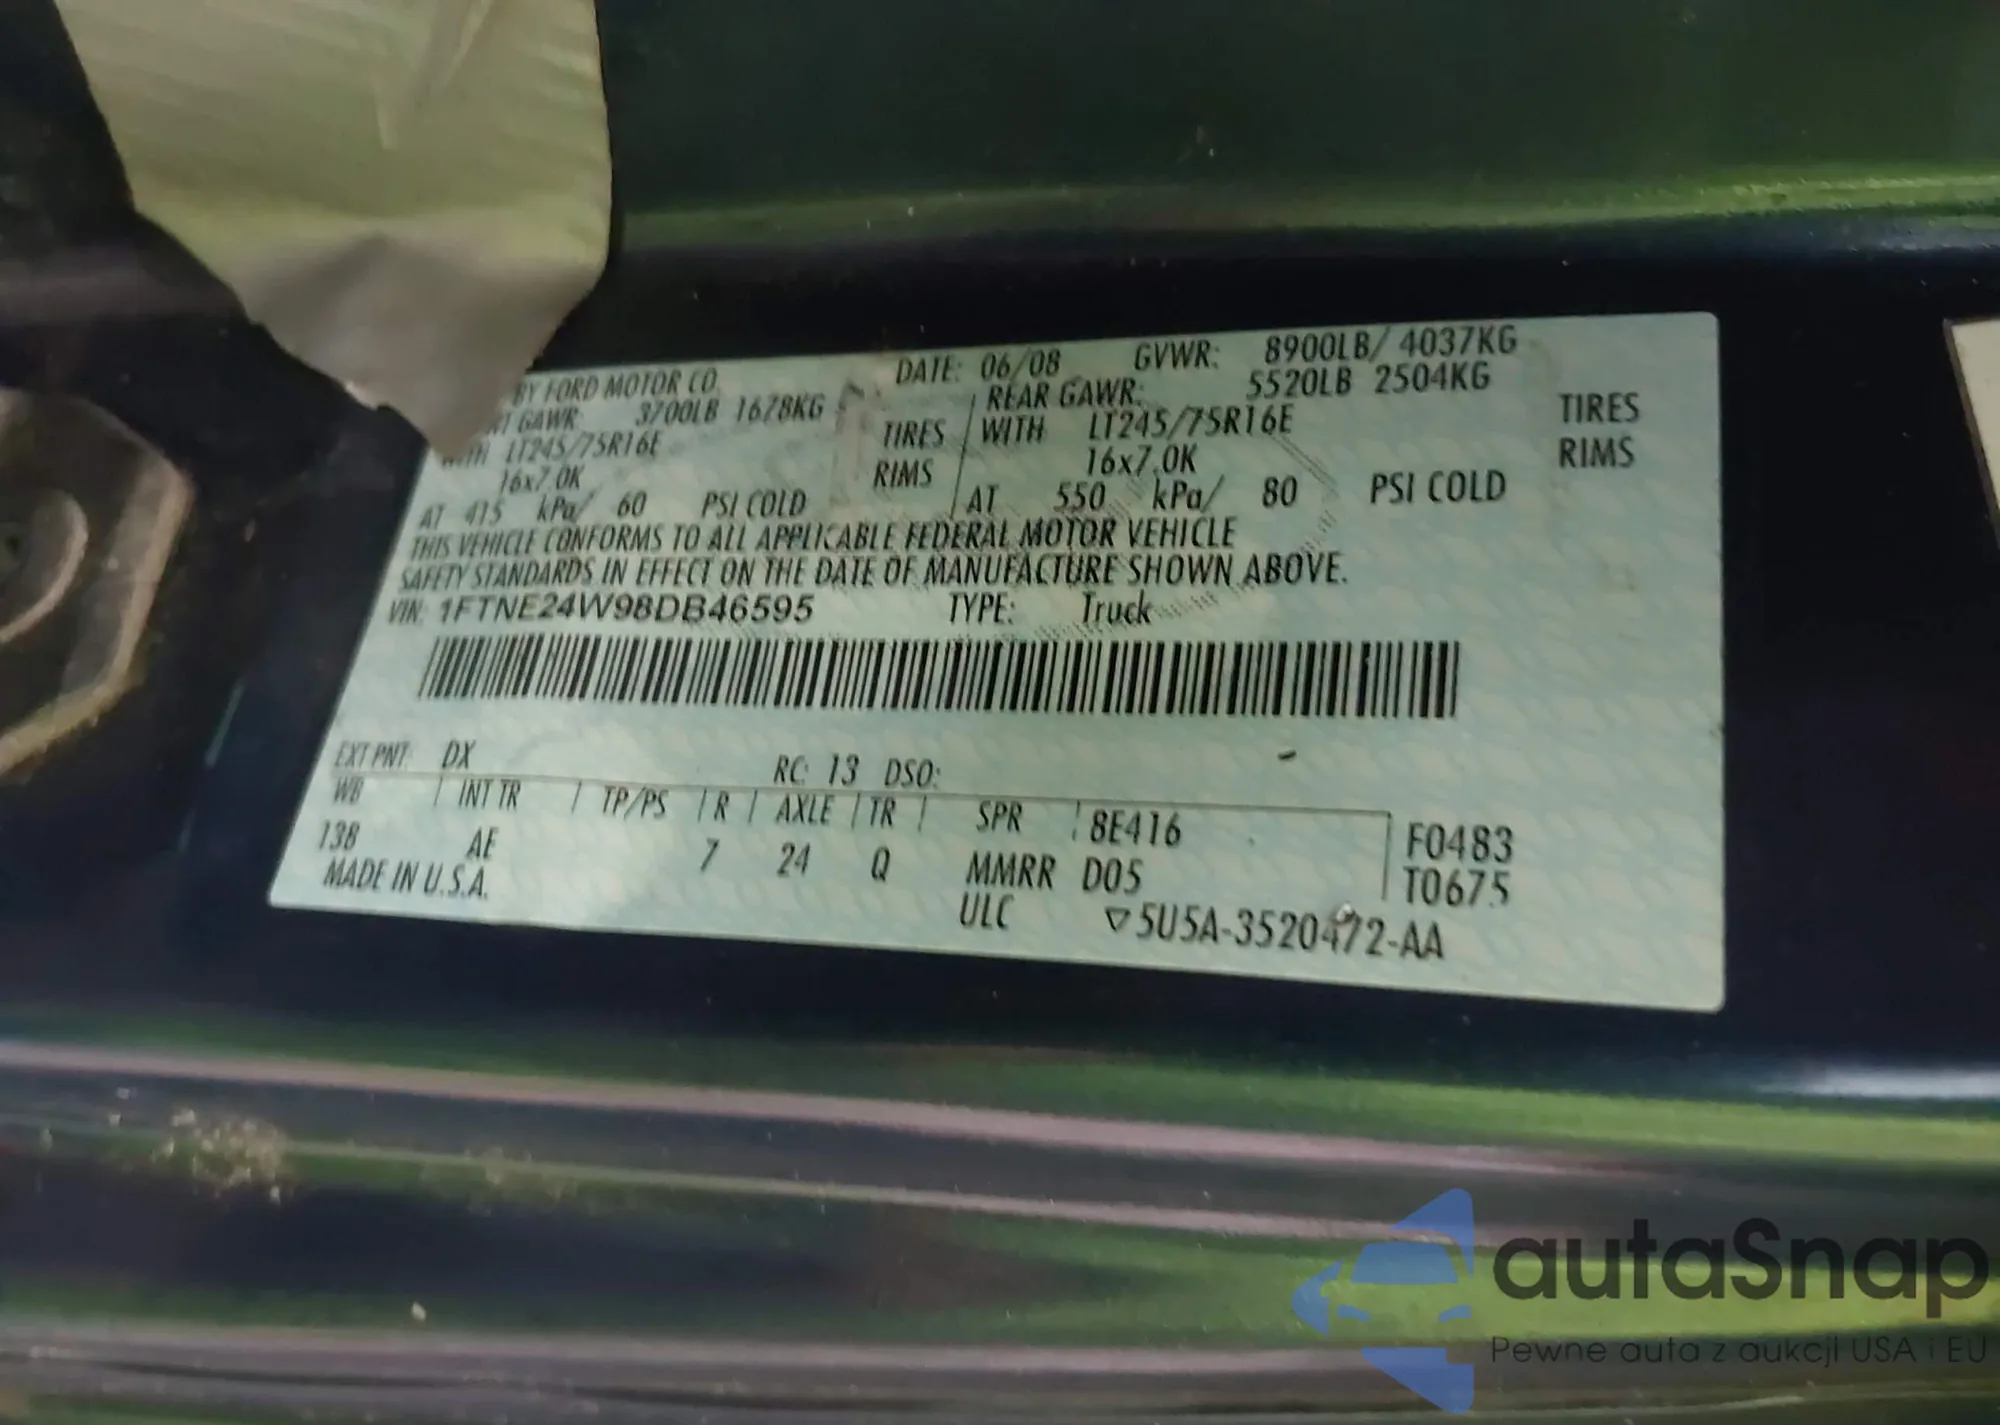 BY FORD MOTOR CO. DATE: 06/08 GVWR: 8900LB/ 4037KG
GAWR: 3700LB 1678KG REAR GAWR: 5520LB 2504KG
WITH LT245/75R16E TIRES WITH LT245/75R16E TIRES
16x7.0K RIMS 16x7.0K RIMS
AT 415 kPa/ 60 PSI COLD AT 550 kPa/ 80 PSI COLD
THIS VEHICLE CONFORMS TO ALL APPLICABLE FEDERAL MOTOR VEHICLE
SAFETY STANDARDS IN EFFECT ON THE DATE OF MANUFACTURE SHOWN ABOVE.
VIN: 1FTNE24W98DB46595 TYPE: Truck
EXT PNT: DX RC: 13 DSO:
WB | INT TR | TP/PS | R | AXLE | TR | SPR 8E416 F0483
138 AE 7 24 Q MMRR D05 T0675
MADE IN U.S.A. ULC ▽5U5A-3520472-AA
autaSnap
Pewne auta z aukcji USA i EU